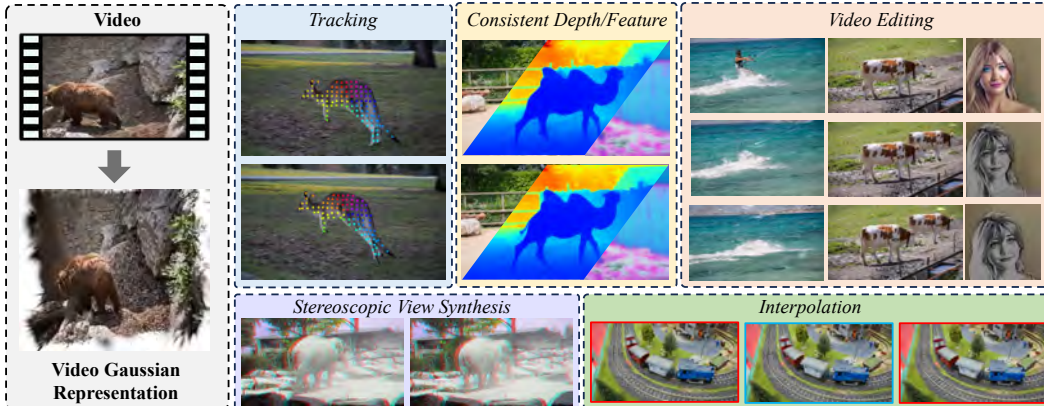 Video
Video Gaussian
Representation
Tracking
Consistent Depth/Feature
Video Editing
Stereoscopic View Synthesis
Interpolation